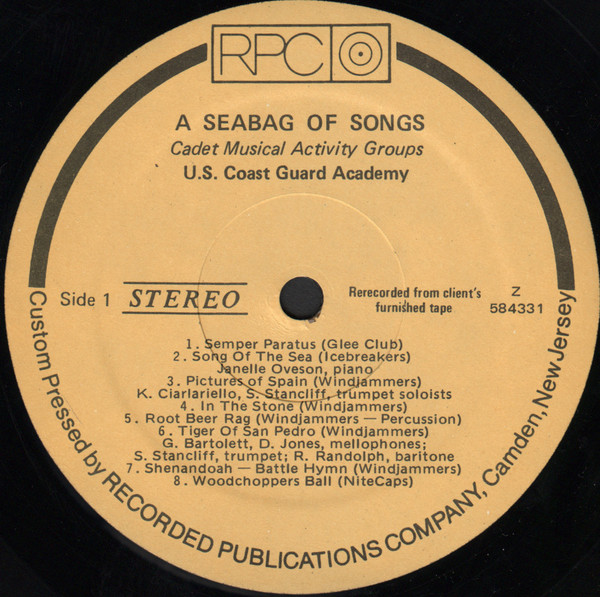 RPC
A SEABAG OF SONGS
Cadet Musical Activity Groups
U.S. Coast Guard Academy
Side 1 STEREO
Rerecorded from client's
furnished tape
Z
584331
1. Semper Paratus (Glee Club)
2. Song Of The Sea (Icebreakers)
Janelle Oveson, piano
3. Pictures of Spain (Windjammers)
K. Ciarlariello, S. Stancliff, trumpet soloists
4. In The Stone (Windjammers)
5. Root Beer Rag (Windjammers — Percussion)
6. Tiger Of San Pedro (Windjammers)
G. Bartolett, D. Jones, mellophones;
S. Stancliff, trumpet; R. Randolph, baritone
7. Shenandoah — Battle Hymn (Windjammers)
8. Woodchoppers Ball (NiteCaps)
Custom Pressed by RECORDED PUBLICATIONS COMPANY, Camden, New Jersey